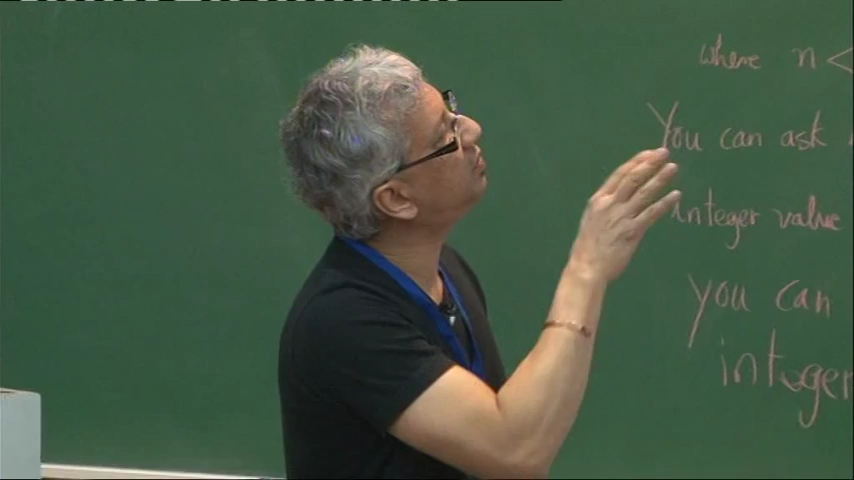 where n <
You can ask
integer value
you can
integer